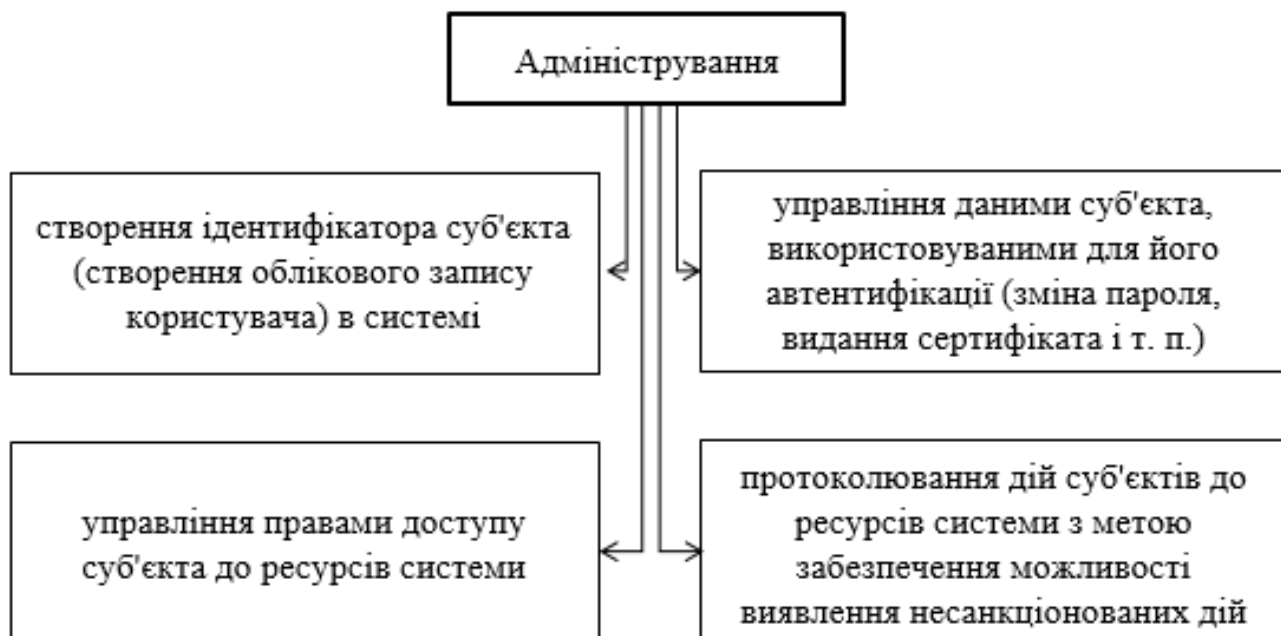 Адміністрування
створення ідентифікатора суб'єкта
(створення облікового запису
користувача) в системі
управління даними суб'єкта,
використовуваними для його
автентифікації (зміна пароля,
видання сертифіката і т. п.)
управління правами доступу
суб'єкта до ресурсів системи
протоколювання дій суб'єктів до
ресурсів системи з метою
забезпечення можливості
виявлення несанкціонованих дій